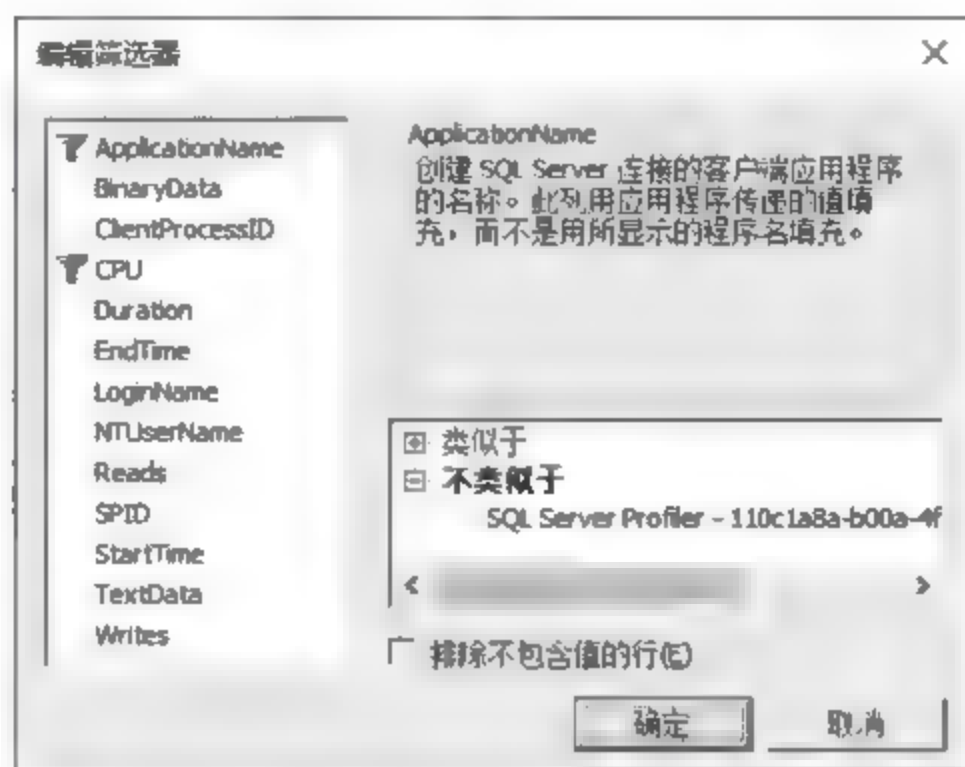 编辑筛选器
ApplicationName
BinaryData
ClientProcessID
CPU
Duration
EndTime
LoginName
NTUserName
Reads
SPID
StartTime
TextData
Writes
ApplicationName
创建 SQL Server 连接的客户端应用程序
的名称。此列用应用程序传递的值填
充，而不是用所显示的程序名填充。
类似于
不类似于
SQL Server Profiler - 110c1a8a-b00a-4f
排除不包含值的行(E)
确定
取消